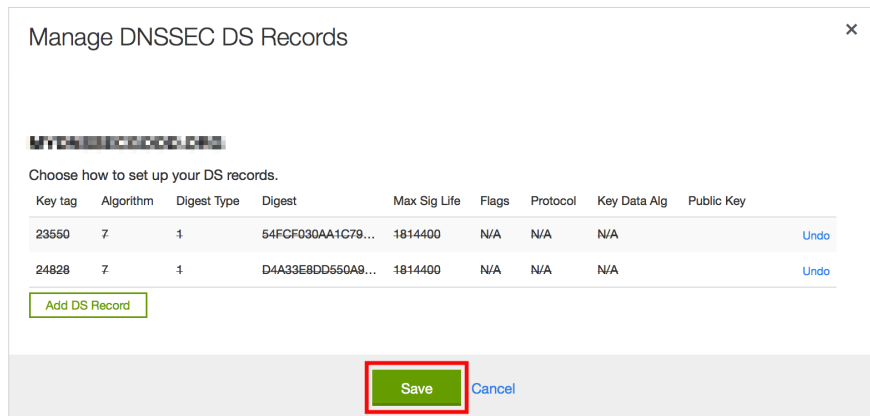 Manage DNSSEC DS Records
×
Choose how to set up your DS records.
Key tag Algorithm Digest Type Digest Max Sig Life Flags Protocol Key Data Alg Public Key
23550 7 1 54FCF030AA1C79... 1814400 N/A N/A N/A Undo
24828 7 1 D4A33E8DD550A9... 1814400 N/A N/A N/A Undo
Add DS Record
Save Cancel